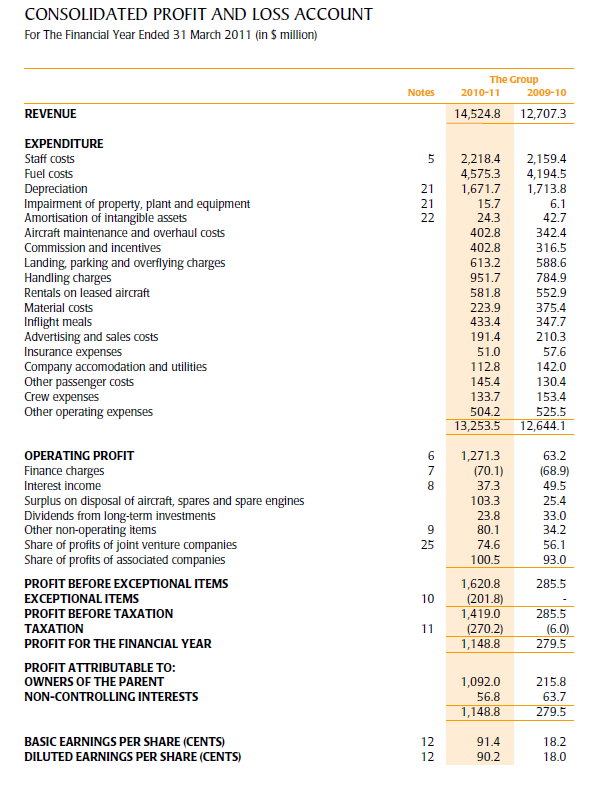 CONSOLIDATED PROFIT AND LOSS ACCOUNT
For The Financial Year Ended 31 March 2011 (in $ million)
The Group
Notes 2010-11 2009-10
REVENUE 14,524.8 12,707.3
EXPENDITURE
Staff costs 5 2,218.4 2,159.4
Fuel costs 4,575.3 4,194.5
Depreciation 21 1,671.7 1,713.8
Impairment of property, plant and equipment 21 15.7 6.1
Amortisation of intangible assets 22 24.3 42.7
Aircraft maintenance and overhaul costs 402.8 342.4
Commission and incentives 402.8 316.5
Landing, parking and overflying charges 613.2 588.6
Handling charges 951.7 784.9
Rentals on leased aircraft 581.8 552.9
Material costs 223.9 375.4
Inflight meals 433.4 347.7
Advertising and sales costs 191.4 210.3
Insurance expenses 51.0 57.6
Company accomodation and utilities 112.8 142.0
Other passenger costs 145.4 130.4
Crew expenses 133.7 153.4
Other operating expenses 504.2 525.5
13,253.5 12,644.1
OPERATING PROFIT 6 1,271.3 63.2
Finance charges 7 (70.1) (68.9)
Interest income 8 37.3 49.5
Surplus on disposal of aircraft, spares and spare engines 103.3 25.4
Dividends from long-term investments 23.8 33.0
Other non-operating items 9 80.1 34.2
Share of profits of joint venture companies 25 74.6 56.1
Share of profits of associated companies 100.5 93.0
PROFIT BEFORE EXCEPTIONAL ITEMS 1,620.8 285.5
EXCEPTIONAL ITEMS 10 (201.8) -
PROFIT BEFORE TAXATION 1,419.0 285.5
TAXATION 11 (270.2) (6.0)
PROFIT FOR THE FINANCIAL YEAR 1,148.8 279.5
PROFIT ATTRIBUTABLE TO:
OWNERS OF THE PARENT 1,092.0 215.8
NON-CONTROLLING INTERESTS 56.8 63.7
1,148.8 279.5
BASIC EARNINGS PER SHARE (CENTS) 12 91.4 18.2
DILUTED EARNINGS PER SHARE (CENTS) 12 90.2 18.0